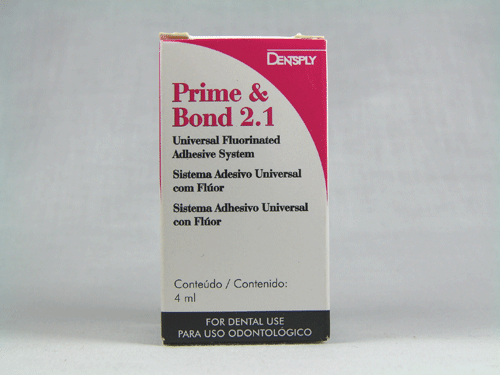 DENTSPLY
Prime &
Bond 2.1
Universal Fluorinated
Adhesive System
Sistema Adesivo Universal
com Flúor
Sistema Adhesivo Universal
con Flúor
Conteúdo / Contenido:
4 ml
FOR DENTAL USE
PARA USO ODONTOLÓGICO